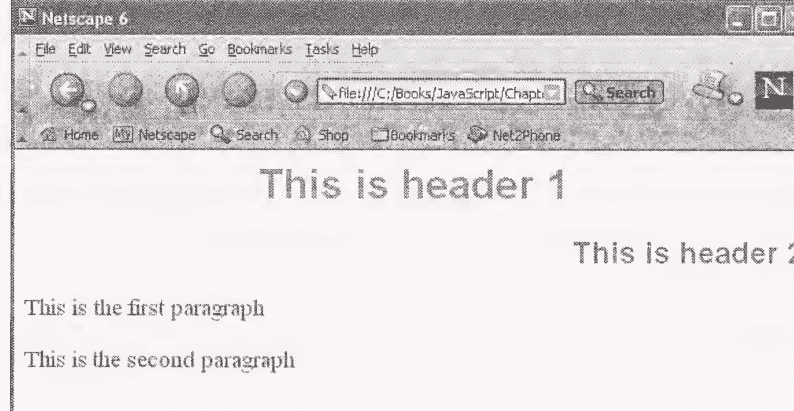 N Netscape 6
File Edit View Search Go Bookmarks Tasks Help
file:///C:/Books/JavaScript/Chapt Search N
Home My Netscape Search Shop Bookmarks Net2Phone
This is header 1
This is header 2
This is the first paragraph
This is the second paragraph